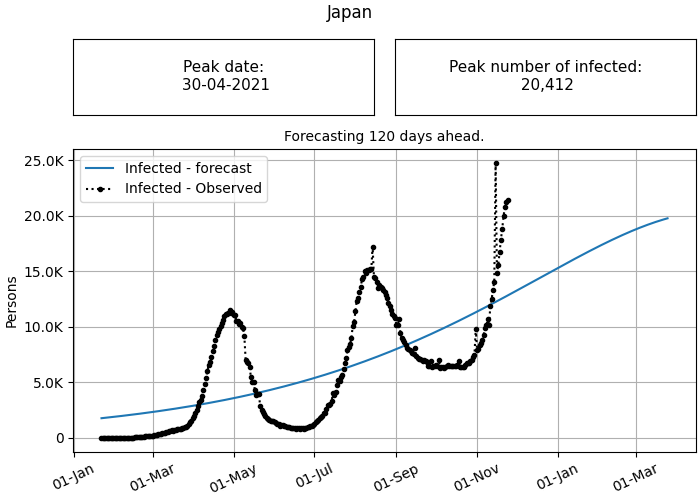 Japan
Peak date:
30-04-2021
Peak number of infected:
20,412
Forecasting 120 days ahead.
Infected - forecast
Infected - Observed
25.0K
20.0K
15.0K
10.0K
5.0K
0
Persons
01-Jan
01-Mar
01-May
01-Jul
01-Sep
01-Nov
01-Jan
01-Mar